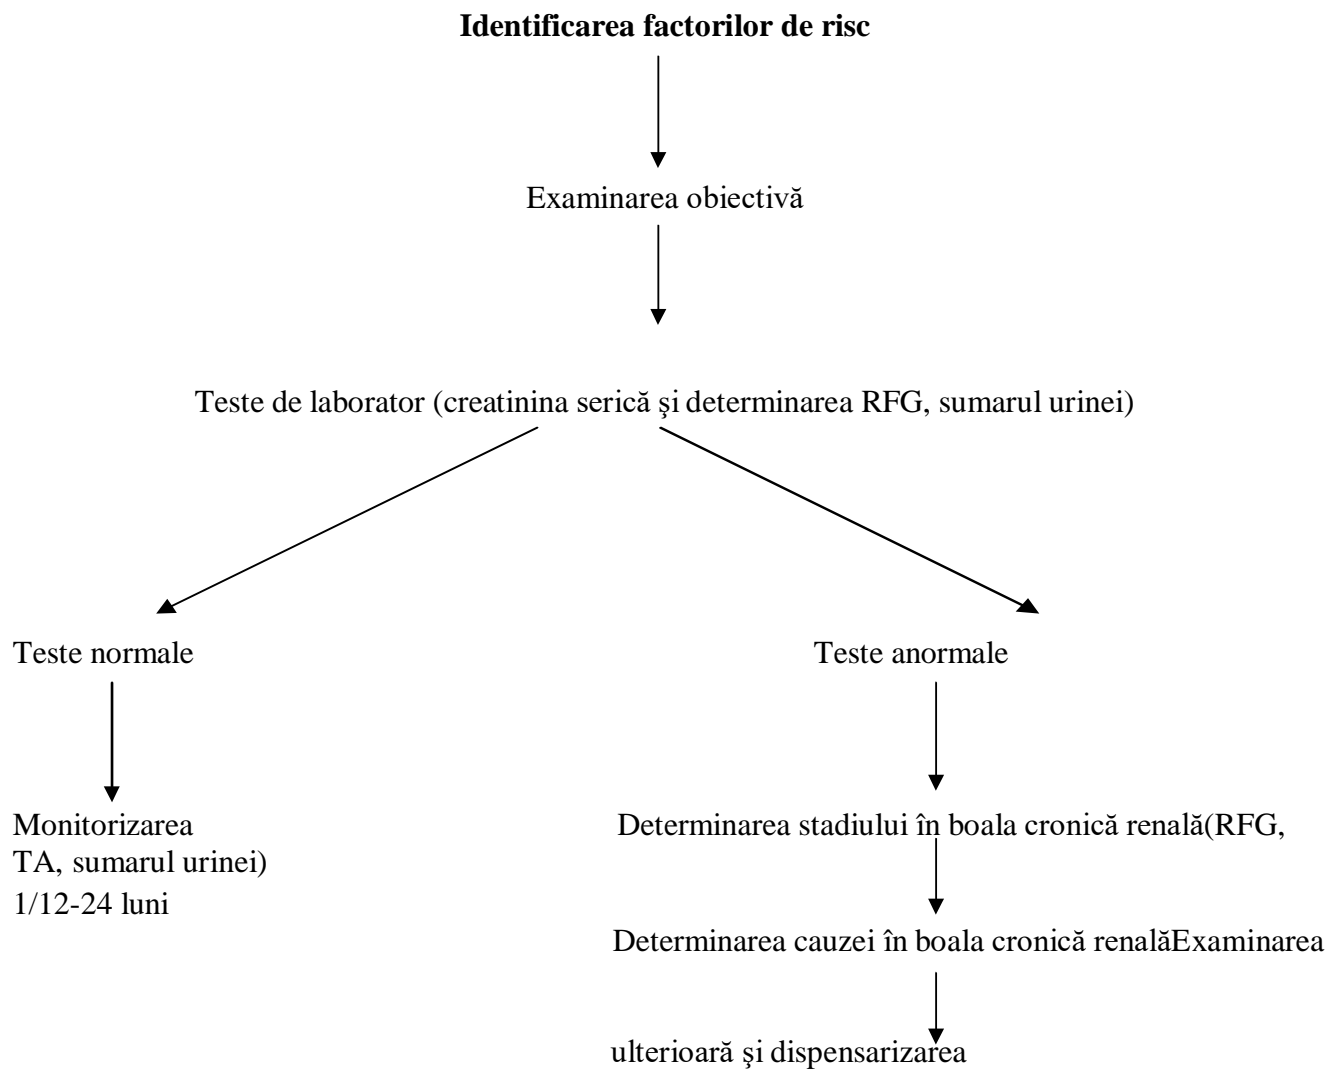 Identificarea factorilor de risc
Examinarea obiectivă
Teste de laborator (creatinina serică şi determinarea RFG, sumarul urinei)
Teste normale
Teste anormale
Monitorizarea
TA, sumarul urinei)
1/12-24 luni
Determinarea stadiului în boala cronică renală(RFG,
Determinarea cauzei în boala cronică renalăExaminarea
ulterioară şi dispensarizarea